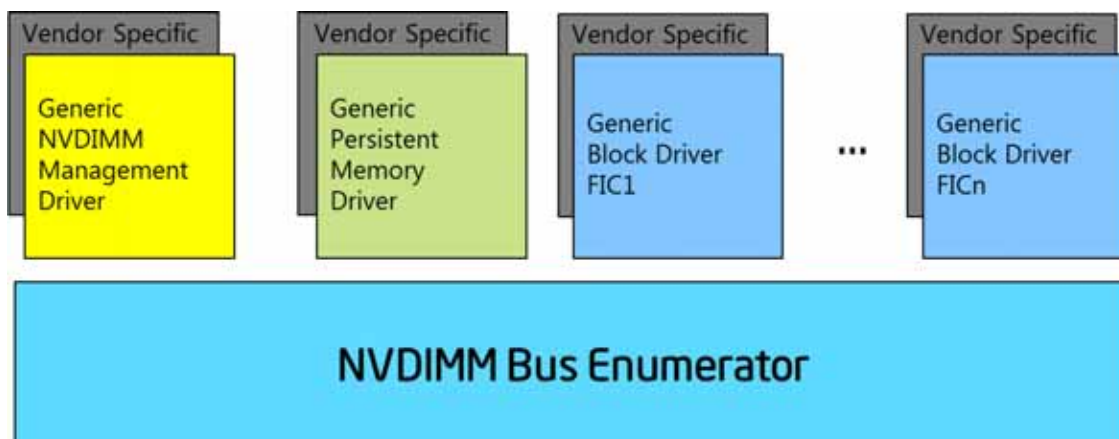 Vendor Specific
Generic
NVDIMM
Management
Driver
Vendor Specific
Generic
Persistent
Memory
Driver
Vendor Specific
Generic
Block Driver
FIC1
...
Vendor Specific
Generic
Block Driver
FICn
NVDIMM Bus Enumerator